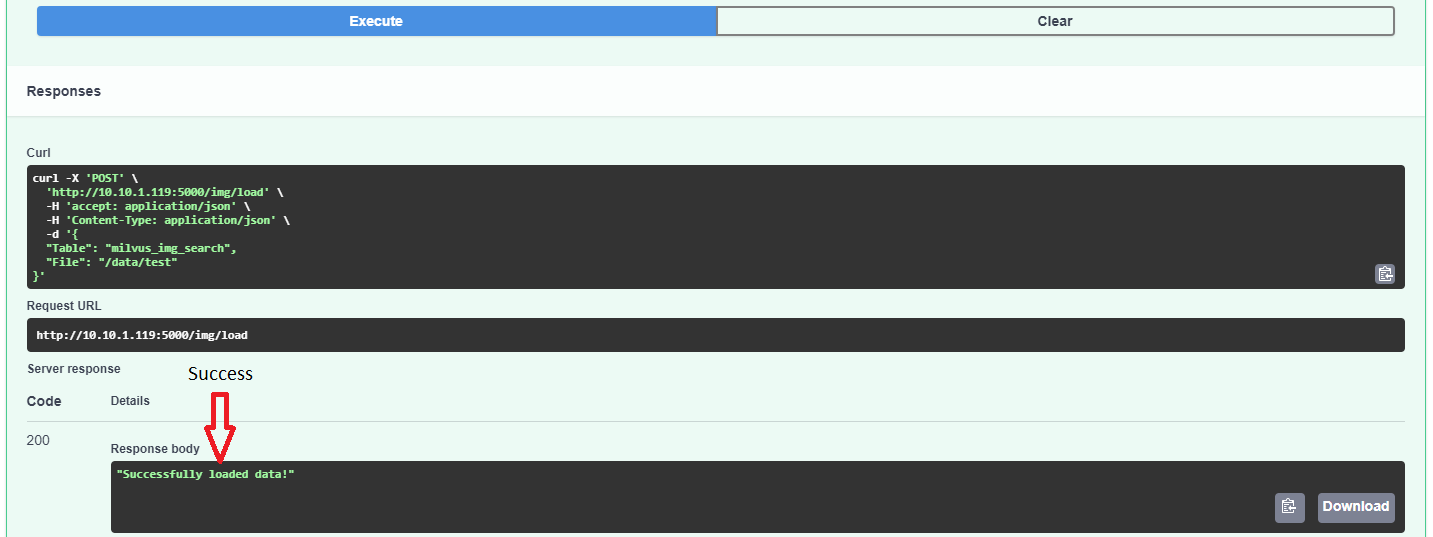 Execute
Clear
Responses
Curl
curl -X 'POST' \
  'http://10.10.1.119:5000/img/load' \
  -H 'accept: application/json' \
  -H 'Content-Type: application/json' \
  -d '{
  "Table": "milvus_img_search",
  "File": "/data/test"
}'
Request URL
http://10.10.1.119:5000/img/load
Server response
Success
Code
Details
200
Response body
"Successfully loaded data!"
Download